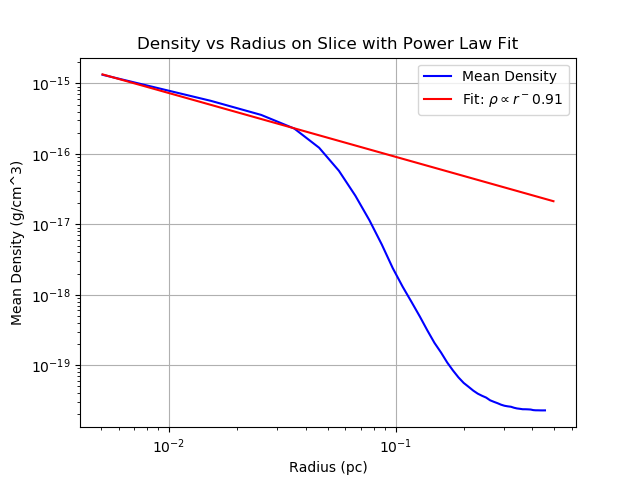 Density vs Radius on Slice with Power Law Fit
Mean Density
Fit: ρ ∝ r⁻0.91
10⁻¹⁵
10⁻¹⁶
10⁻¹⁷
10⁻¹⁸
10⁻¹⁹
Mean Density (g/cm^3)
10⁻² 10⁻¹
Radius (pc)